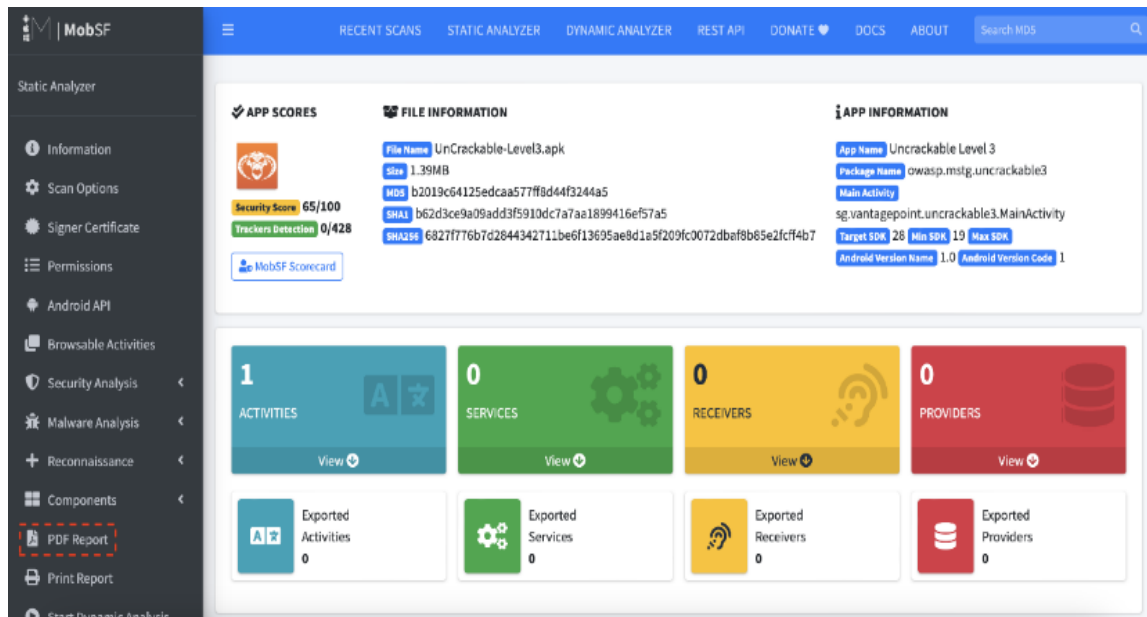 MobSF
RECENT SCANS STATIC ANALYZER DYNAMIC ANALYZER REST API DONATE DOCS ABOUT Search MD5
Static Analyzer
Information
Scan Options
Signer Certificate
Permissions
Android API
Browsable Activities
Security Analysis
Malware Analysis
Reconnaissance
Components
PDF Report
Print Report
Start Dynamic Analysis
APP SCORES
Security Score 65/100
Trackers Detection 0/428
MobSF Scorecard
FILE INFORMATION
File Name UnCrackable-Level3.apk
Size 1.39MB
MD5 b2019c64125edcaa577ff8d44f3244a5
SHA1 b62d3ce9a09add3f5910dc7a7aa1899416ef57a5
SHA256 6827f776b7d2844342711be6f13695ae8d1a5f209fc0072dbaf8b85e2fcff4b7
APP INFORMATION
App Name Uncrackable Level 3
Package Name owasp.mstg.uncrackable3
Main Activity
sg.vantagepoint.uncrackable3.MainActivity
Target SDK 28 Min SDK 19 Max SDK
Android Version Name 1.0 Android Version Code 1
1
ACTIVITIES
View
0
SERVICES
View
0
RECEIVERS
View
0
PROVIDERS
View
Exported
Activities
0
Exported
Services
0
Exported
Receivers
0
Exported
Providers
0